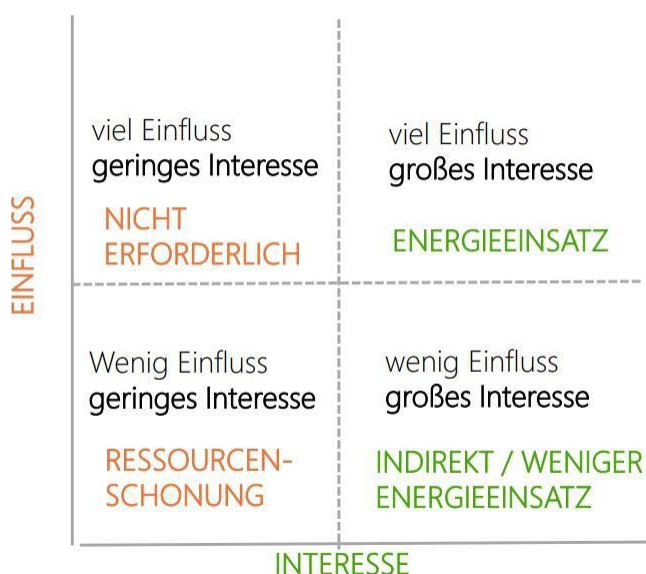 viel Einfluss
geringes Interesse
NICHT
ERFORDERLICH
viel Einfluss
großes Interesse
ENERGIEEINSATZ
EINFLUSS
Wenig Einfluss
geringes Interesse
RESSOURCEN-
SCHONUNG
wenig Einfluss
großes Interesse
INDIREKT / WENIGER
ENERGIEEINSATZ
INTERESSE